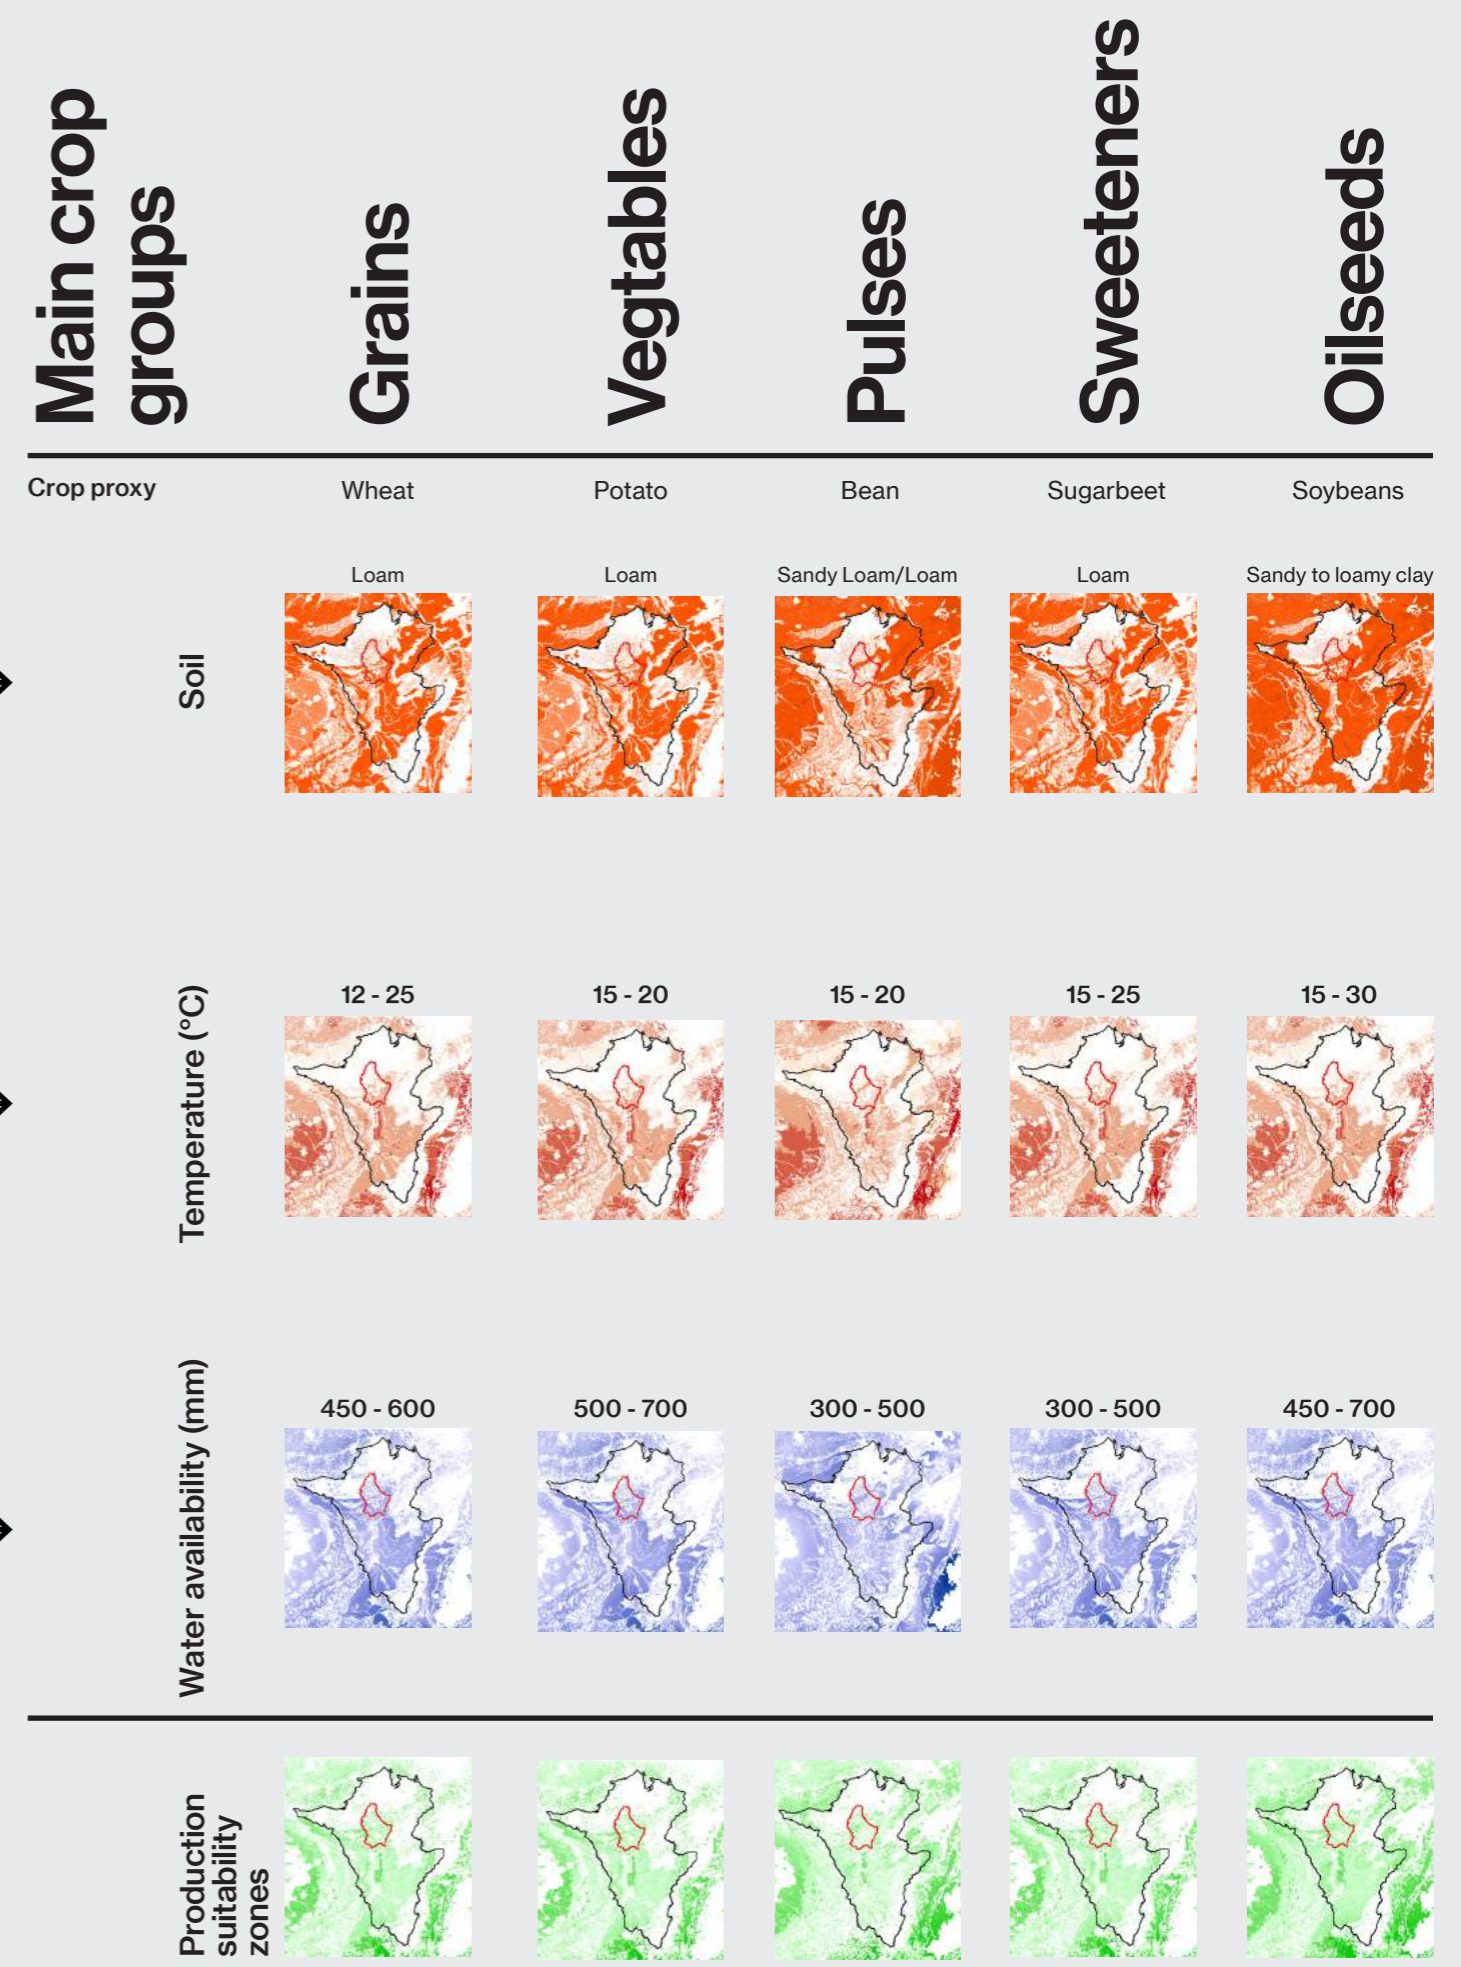 Main crop
groups
Grains
Vegtables
Pulses
Sweeteners
Oilseeds
Crop proxy
Wheat
Potato
Bean
Sugarbeet
Soybeans
Soil
Loam
Loam
Sandy Loam/Loam
Loam
Sandy to loamy clay
Temperature (°C)
12 - 25
15 - 20
15 - 20
15 - 25
15 - 30
Water availability (mm)
450 - 600
500 - 700
300 - 500
300 - 500
450 - 700
Production
suitability
zones